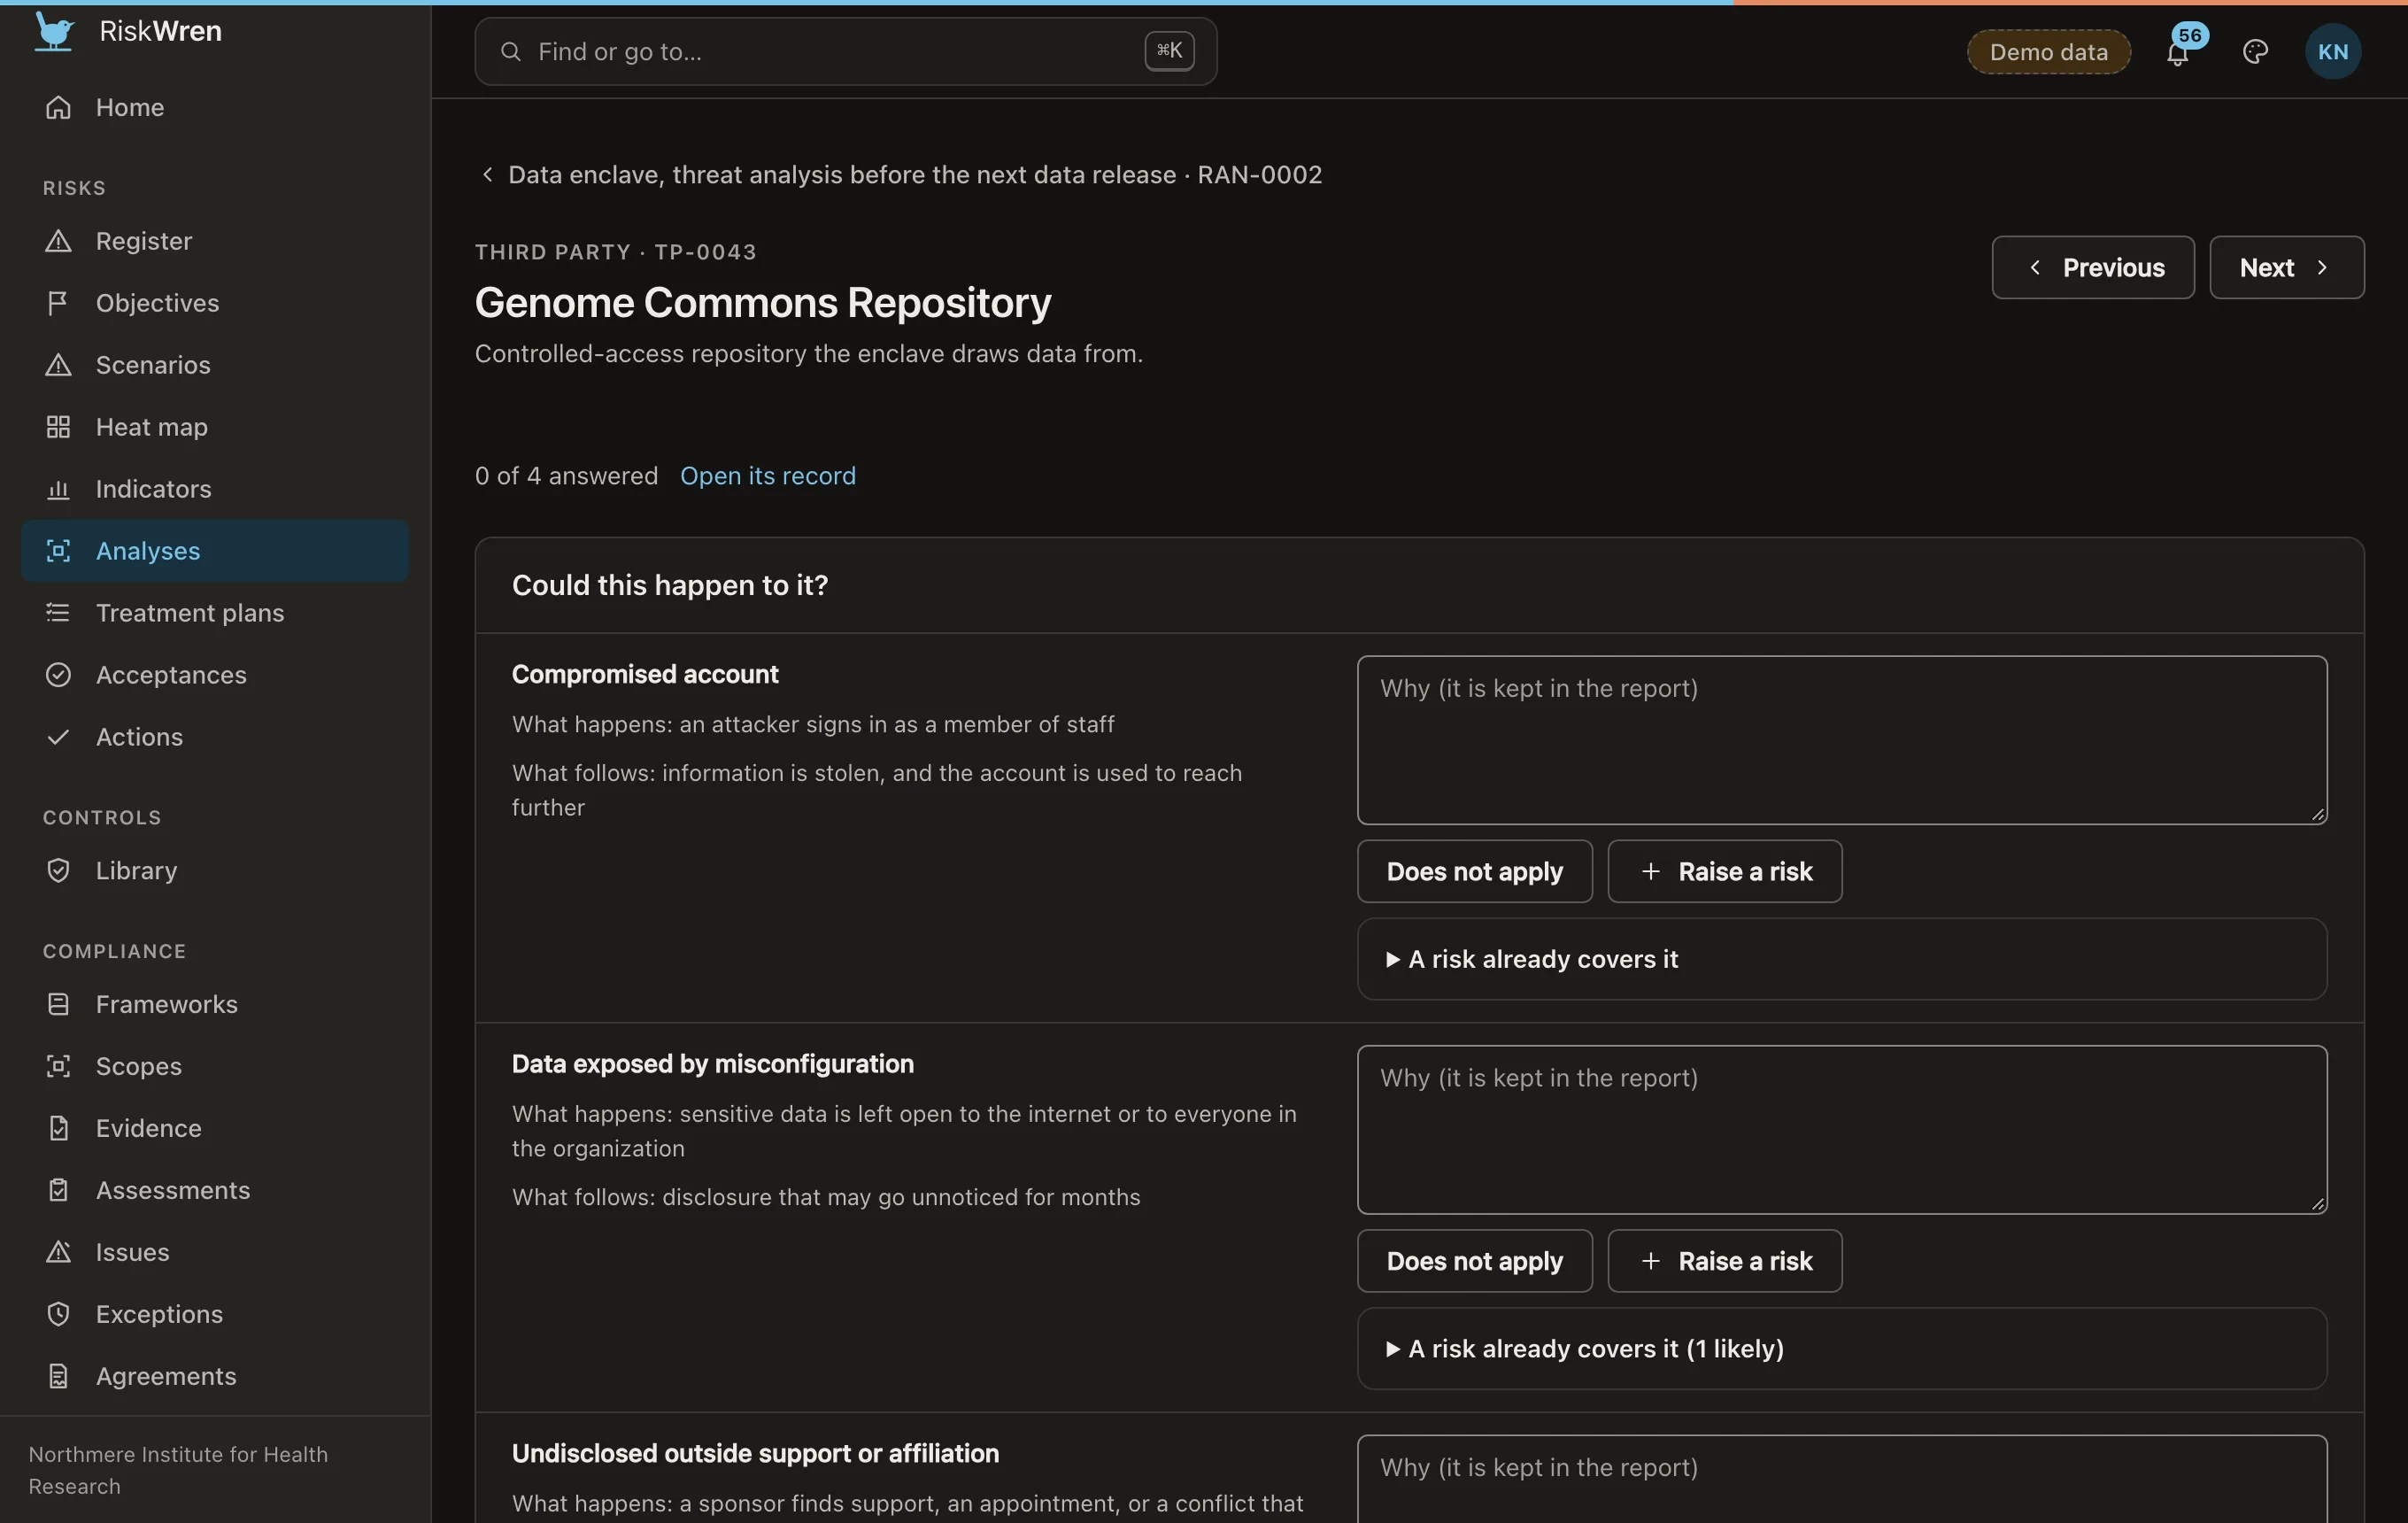 RiskWren
Find or go to...
⌘K
Demo data
56
KN
Home
RISKS
Register
Objectives
Scenarios
Heat map
Indicators
Analyses
Treatment plans
Acceptances
Actions
CONTROLS
Library
COMPLIANCE
Frameworks
Scopes
Evidence
Assessments
Issues
Exceptions
Agreements
Northmere Institute for Health
Research
Data enclave, threat analysis before the next data release · RAN-0002
THIRD PARTY · TP-0043
Genome Commons Repository
Controlled-access repository the enclave draws data from.
Previous
Next
0 of 4 answered Open its record
Could this happen to it?
Compromised account
What happens: an attacker signs in as a member of staff
What follows: information is stolen, and the account is used to reach
further
Why (it is kept in the report)
Does not apply
+ Raise a risk
A risk already covers it
Data exposed by misconfiguration
What happens: sensitive data is left open to the internet or to everyone in
the organization
What follows: disclosure that may go unnoticed for months
Why (it is kept in the report)
Does not apply
+ Raise a risk
A risk already covers it (1 likely)
Undisclosed outside support or affiliation
What happens: a sponsor finds support, an appointment, or a conflict that
Why (it is kept in the report)